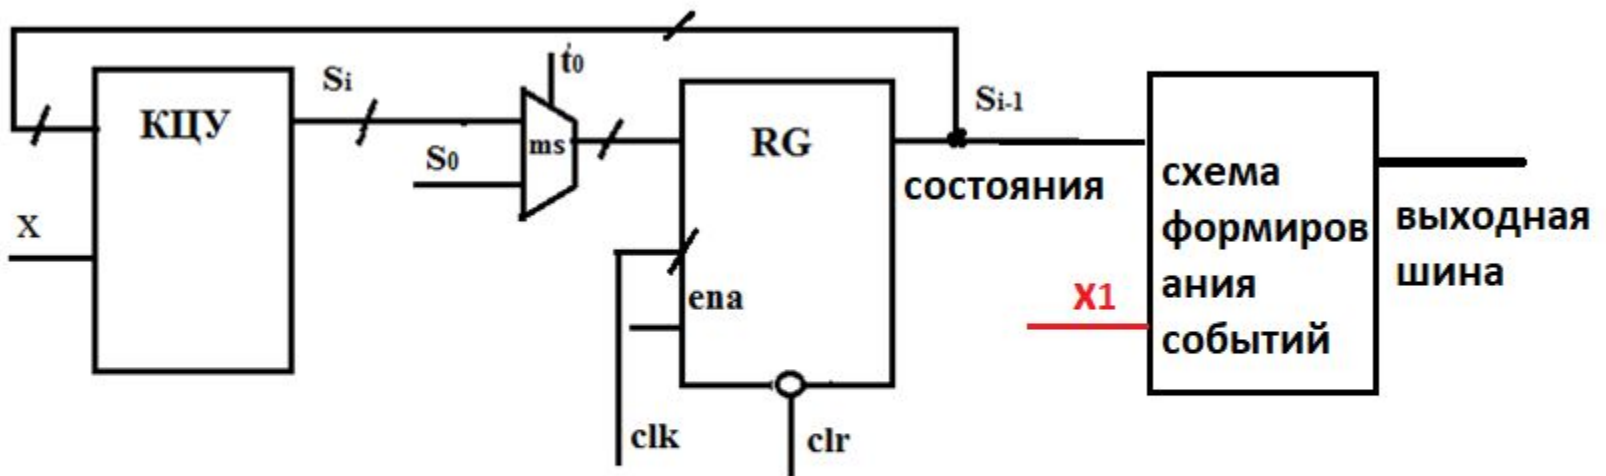 КЦУ
X
Si
t0
S0
ms
RG
ena
clk
clr
Si-1
состояния
X1
схема
формиров
ания
событий
выходная
шина